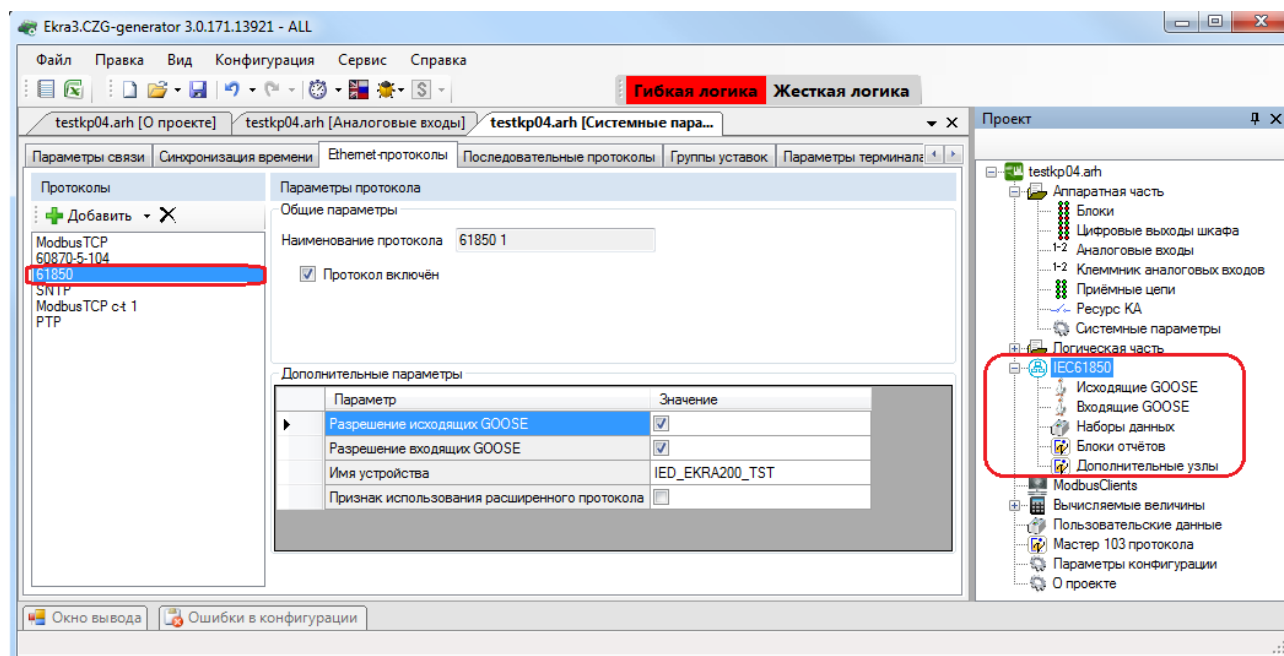 Ekra3.CZG-generator 3.0.171.13921 - ALL
Файл Правка Вид Конфигурация Сервис Справка
S
Гибкая логика Жесткая логика
testkp04.arh [О проекте] testkp04.arh [Аналоговые входы] testkp04.arh [Системные пара...
Параметры связи Синхронизация времени Ethernet-протоколы Последовательные протоколы Группы уставок Параметры терминала
Протоколы
Добавить
ModbusTCP
60870-5-104
61850
SNTP
ModbusTCP c-t 1
PTP
Параметры протокола
Общие параметры
Наименование протокола 61850 1
Протокол включён
Дополнительные параметры
Параметр Значение
Разрешение исходящих GOOSE
Разрешение входящих GOOSE
Имя устройства IED_EKRA200_TST
Признак использования расширенного протокола
Проект
testkp04.arh
Аппаратная часть
Блоки
Цифровые выходы шкафа
1-2 Аналоговые входы
1-2 Клеммник аналоговых входов
Приёмные цепи
Ресурс КА
Системные параметры
Логическая часть
IEC61850
Исходящие GOOSE
Входящие GOOSE
Наборы данных
Блоки отчётов
Дополнительные узлы
ModbusClients
Вычисляемые величины
Пользовательские данные
Мастер 103 протокола
Параметры конфигурации
О проекте
Окно вывода Ошибки в конфигурации